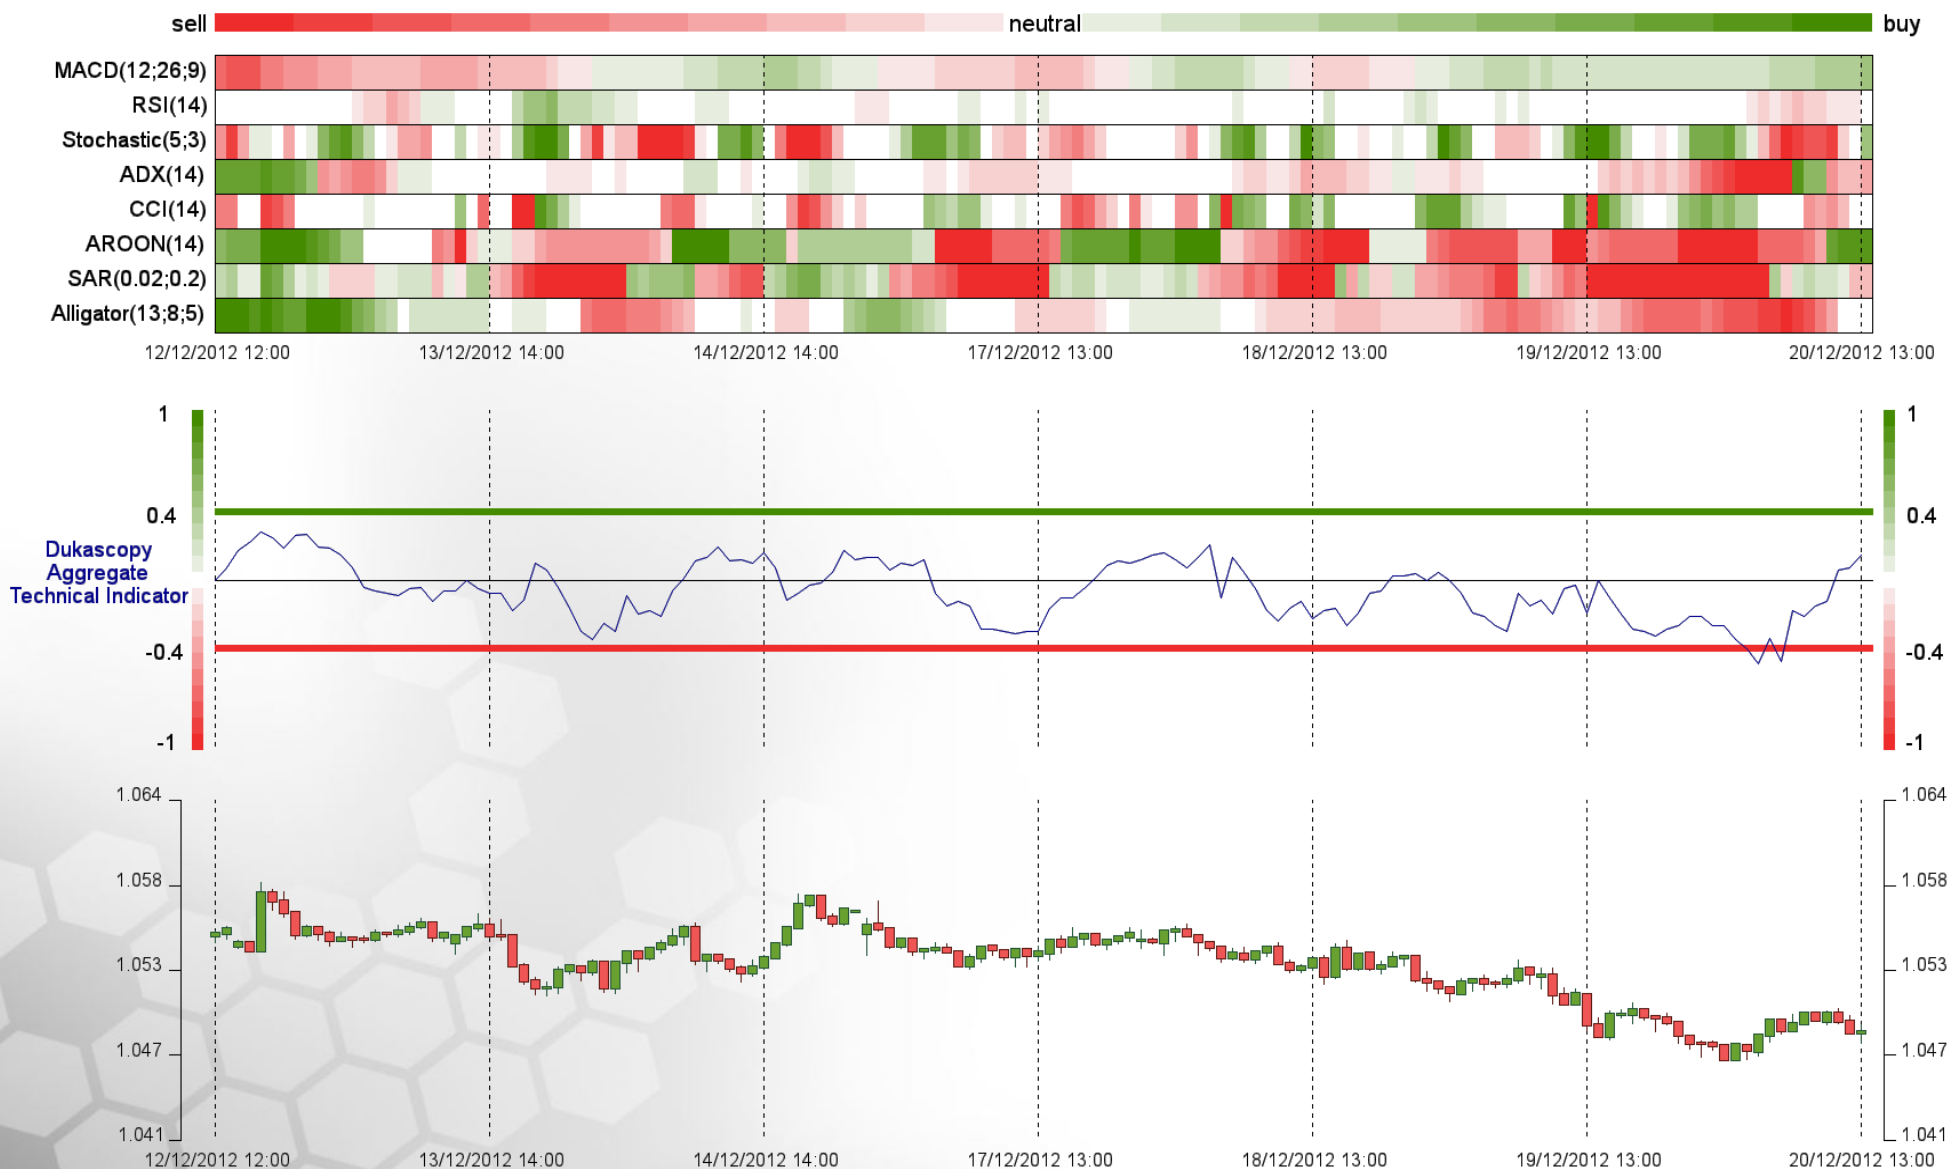 sell neutral buy
MACD(12;26;9)
RSI(14)
Stochastic(5;3)
ADX(14)
CCI(14)
AROON(14)
SAR(0.02;0.2)
Alligator(13;8;5)
12/12/2012 12:00 13/12/2012 14:00 14/12/2012 14:00 17/12/2012 13:00 18/12/2012 13:00 19/12/2012 13:00 20/12/2012 13:00
1 1
0.4 0.4
Dukascopy
Aggregate
Technical Indicator
-0.4 -0.4
-1 -1
1.064 1.064
1.058 1.058
1.053 1.053
1.047 1.047
1.041 1.041
12/12/2012 12:00 13/12/2012 14:00 14/12/2012 14:00 17/12/2012 13:00 18/12/2012 13:00 19/12/2012 13:00 20/12/2012 13:00